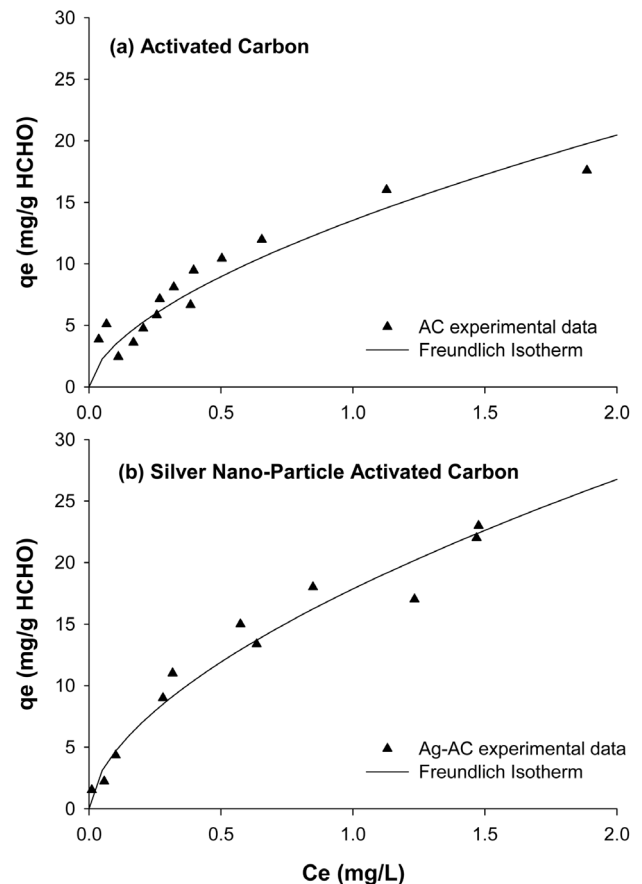 (a) Activated Carbon
30
25
20
15
10
5
0
qe (mg/g HCHO)
AC experimental data
Freundlich Isotherm
0.0 0.5 1.0 1.5 2.0
(b) Silver Nano-Particle Activated Carbon
30
25
20
15
10
5
0
qe (mg/g HCHO)
Ag-AC experimental data
Freundlich Isotherm
0.0 0.5 1.0 1.5 2.0
Ce (mg/L)